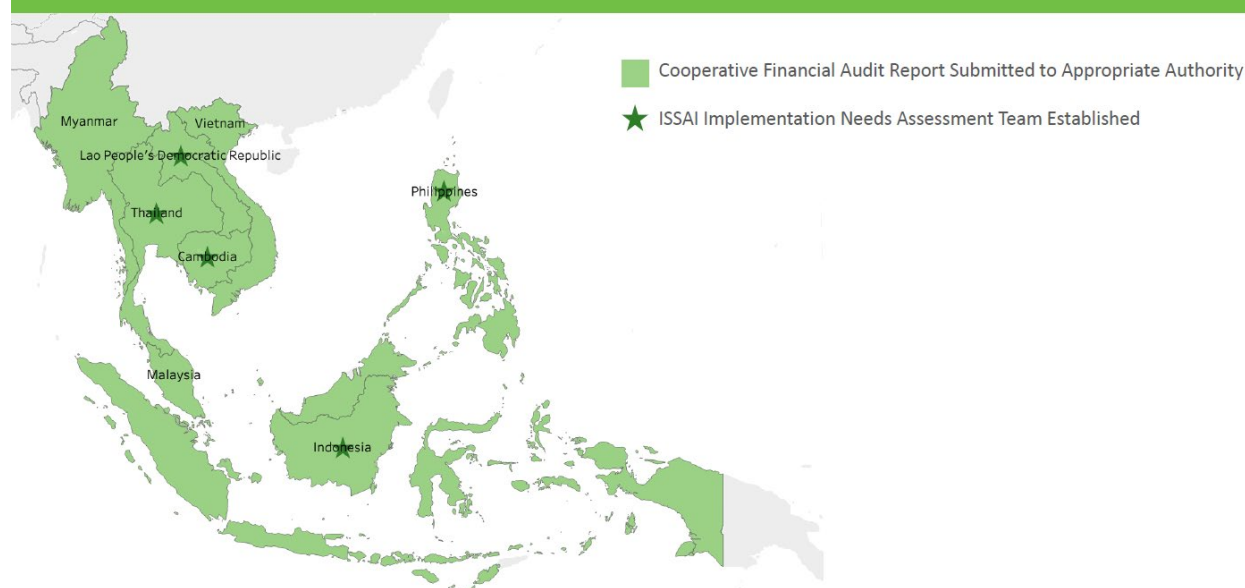 Cooperative Financial Audit Report Submitted to Appropriate Authority
ISSAI Implementation Needs Assessment Team Established
Myanmar
Vietnam
Lao People's Democratic Republic
Philippines
Thailand
Cambodia
Malaysia
Indonesia